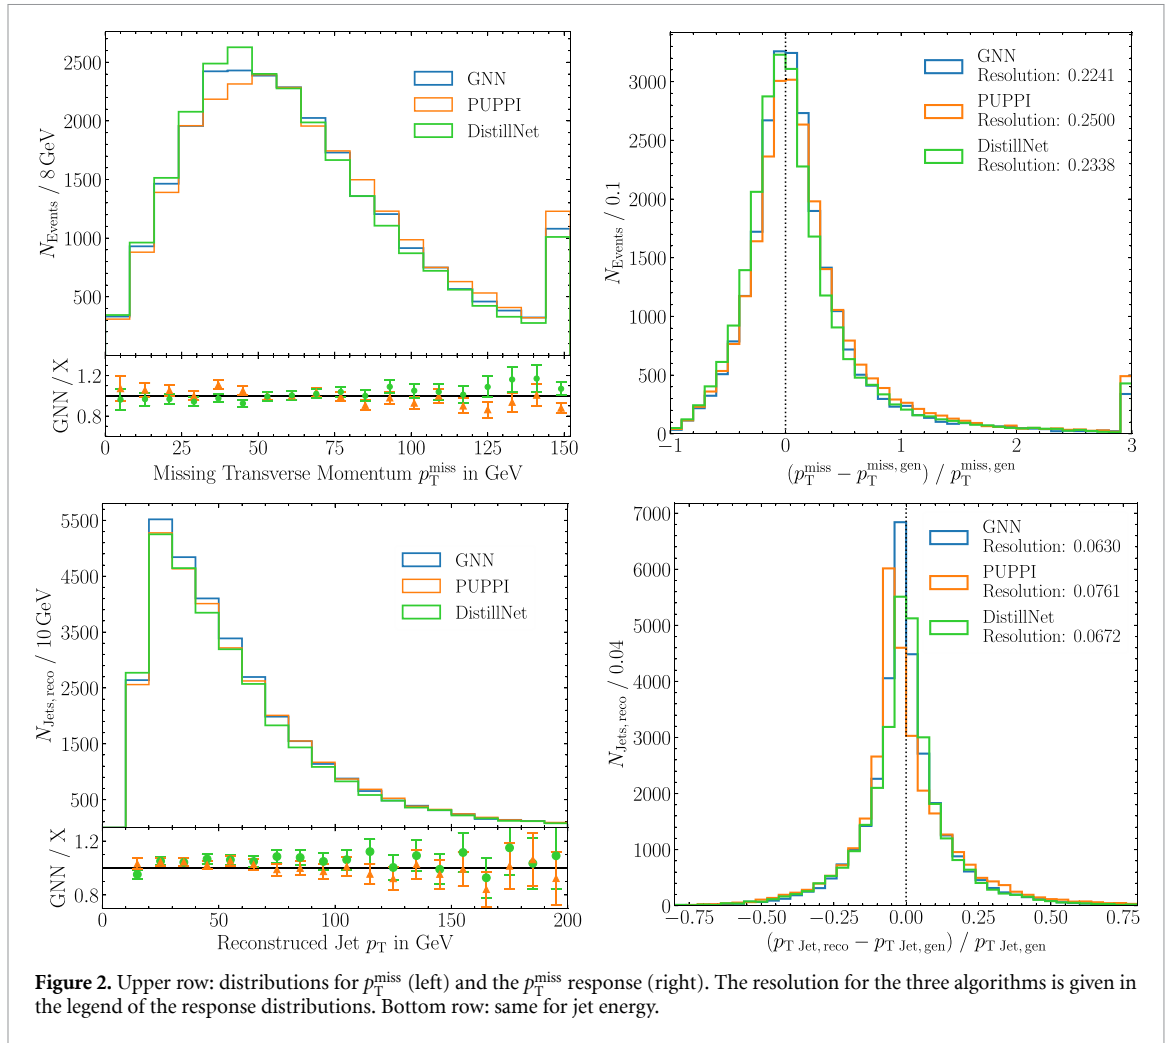 2500
2000
1500
1000
500
N_Events / 8 GeV
GNN
PUPPI
DistillNet
1.2
0.8
GNN / X
0 25 50 75 100 125 150
Missing Transverse Momentum p_T^miss in GeV
3000
2500
2000
1500
1000
500
0
N_Events / 0.1
GNN
Resolution: 0.2241
PUPPI
Resolution: 0.2500
DistillNet
Resolution: 0.2338
−1 0 1 2 3
(p_T^miss − p_T^miss, gen) / p_T^miss, gen
5500
4500
3500
2500
1500
500
N_Jets, reco / 10 GeV
GNN
PUPPI
DistillNet
1.2
0.8
GNN / X
0 50 100 150 200
Reconstruced Jet p_T in GeV
7000
6000
5000
4000
3000
2000
1000
0
N_Jets, reco / 0.04
GNN
Resolution: 0.0630
PUPPI
Resolution: 0.0761
DistillNet
Resolution: 0.0672
−0.75 −0.50 −0.25 0.00 0.25 0.50 0.75
(p_T Jet, reco − p_T Jet, gen) / p_T Jet, gen
Figure 2. Upper row: distributions for p_T^miss (left) and the p_T^miss response (right). The resolution for the three algorithms is given in
the legend of the response distributions. Bottom row: same for jet energy.